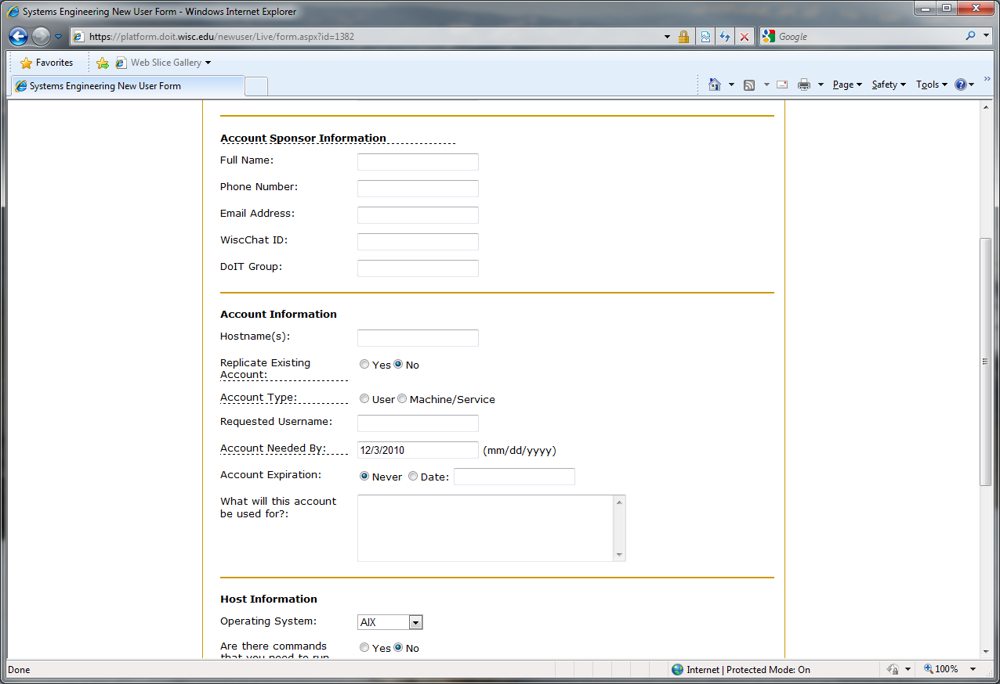 Systems Engineering New User Form - Windows Internet Explorer
https://platform.doit.wisc.edu/newuser/Live/form.aspx?id=1382
Google
Favorites
Web Slice Gallery
Systems Engineering New User Form
Page
Safety
Tools
Account Sponsor Information
Full Name:
Phone Number:
Email Address:
WiscChat ID:
DoIT Group:
Account Information
Hostname(s):
Replicate Existing
Account:
Yes No
Account Type:
User Machine/Service
Requested Username:
Account Needed By:
12/3/2010 (mm/dd/yyyy)
Account Expiration:
Never Date:
What will this account
be used for?:
Host Information
Operating System:
AIX
Are there commands
that you need to run
Yes No
Done
Internet | Protected Mode: On
100%